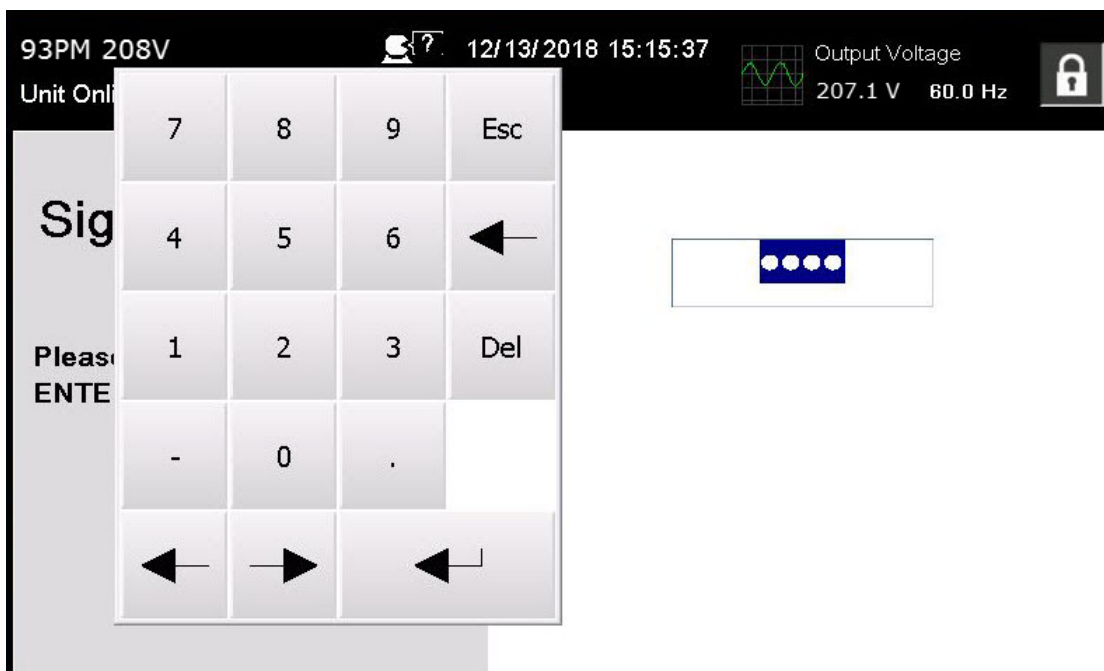 93PM 208V
? 12/13/2018 15:15:37
Output Voltage
207.1 V 60.0 Hz
Unit Onli
7 8 9 Esc
Sig
4 5 6
1 2 3 Del
Pleas
ENTE
- 0 .